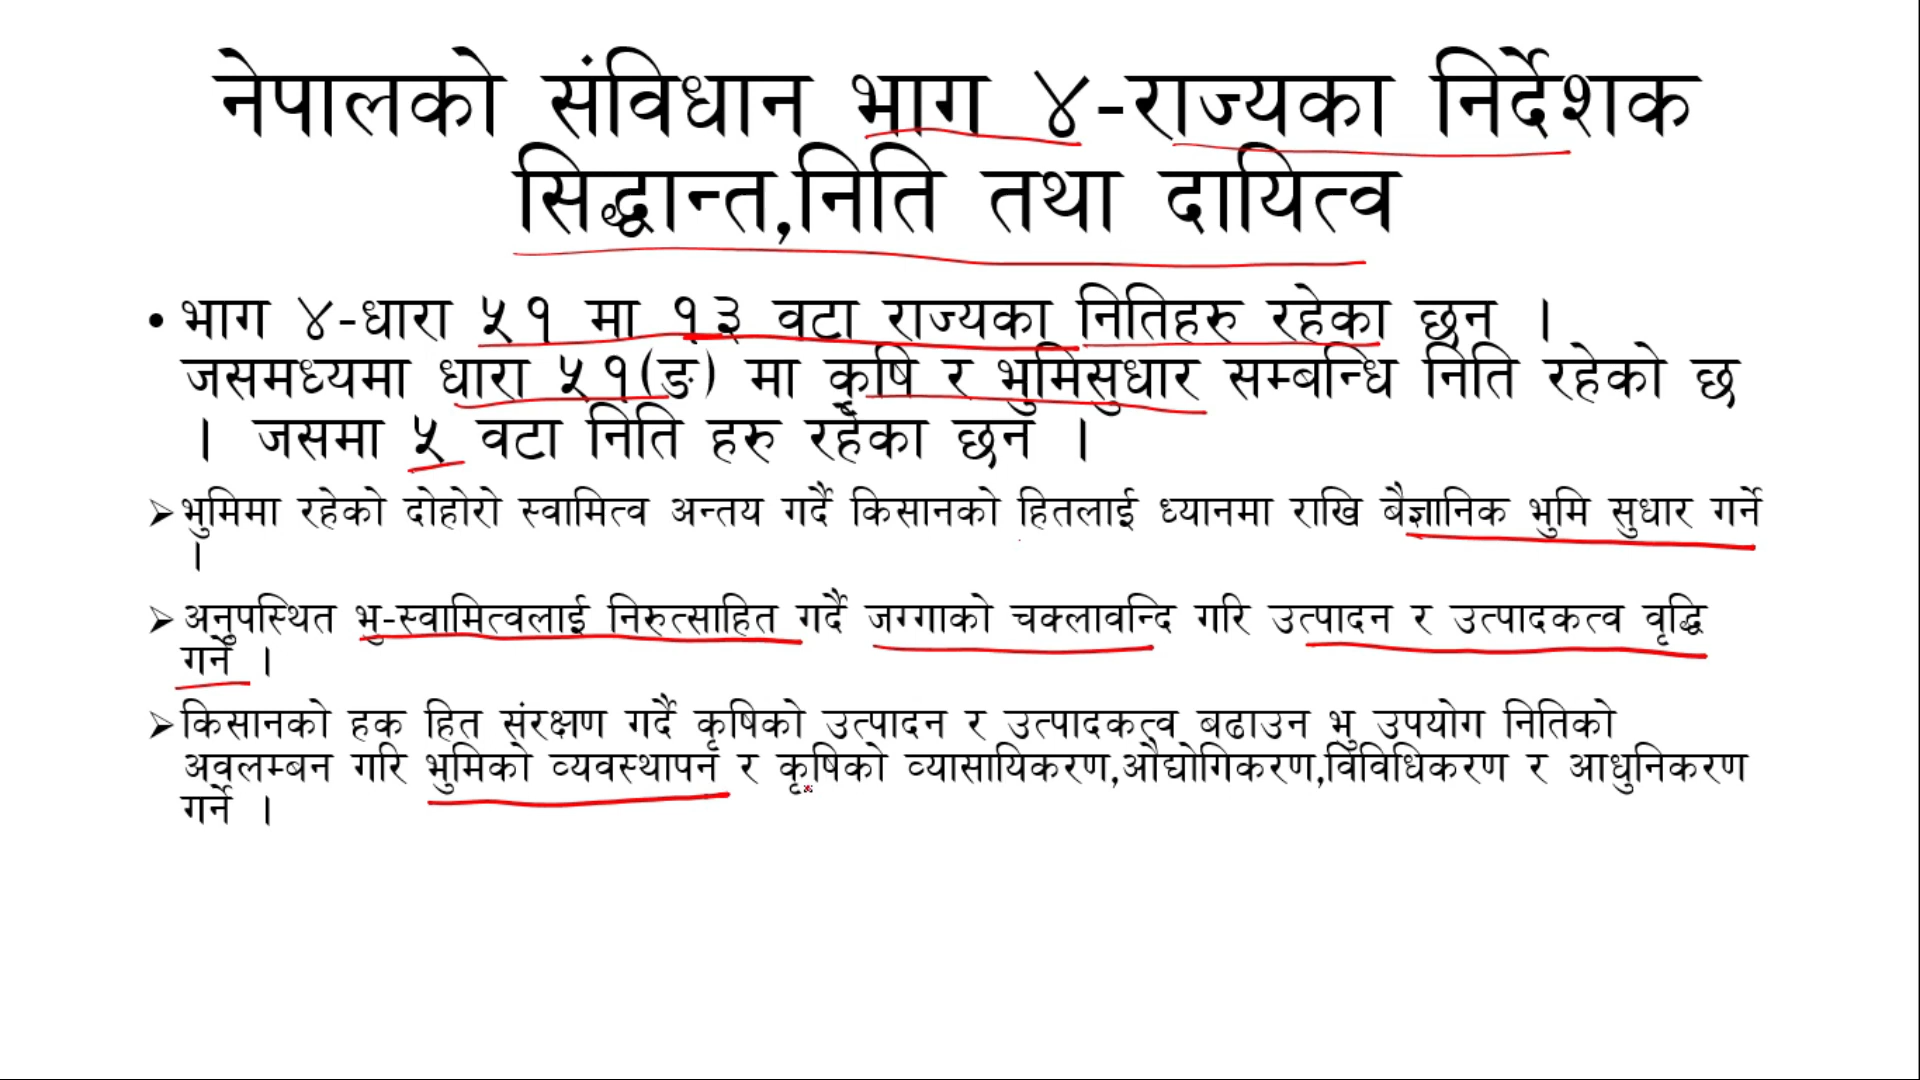 नेपालको संविधान भाग ४-राज्यका निर्देशक
सिद्धान्त,निति तथा दायित्व
• भाग ४-धारा ५१ मा १३ वटा राज्यका नितिहरु रहेका छन ।
जसमध्यमा धारा ५१(ङ) मा कृषि र भुमिसुधार सम्बन्धि निति रहेको छ
। जसमा ५ वटा निति हरु रहेका छन ।
➢ भुमिमा रहेको दोहोरो स्वामित्व अन्तय गर्दै किसानको हितलाई ध्यानमा राखि बैज्ञानिक भुमि सुधार गर्ने
।
➢ अनुपस्थित भु-स्वामित्वलाई निरुत्साहित गर्दै जग्गाको चक्लावन्दि गरि उत्पादन र उत्पादकत्व वृद्धि
गर्ने ।
➢ किसानको हक हित संरक्षण गर्दै कृषिको उत्पादन र उत्पादकत्व बढाउन भु उपयोग नितिको
अवलम्बन गरि भुमिको व्यवस्थापन र कृषिको व्यासायिकरण,औद्योगिकरण,विविधिकरण र आधुनिकरण
गर्ने ।